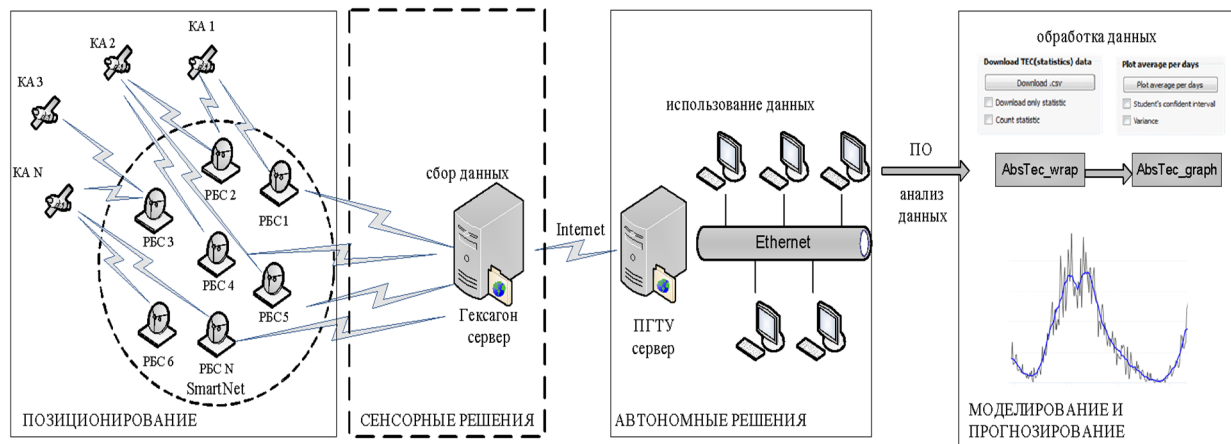 КА 1
КА 2
КА 3
КА N
РБС 2
РБС1
РБС 3
РБС 4
РБС5
РБС 6
РБС N
SmartNet
ПОЗИЦИОНИРОВАНИЕ
сбор данных
Гексагон
сервер
СЕНСОРНЫЕ РЕШЕНИЯ
Internet
использование данных
Ethernet
ПГТУ
сервер
АВТОНОМНЫЕ РЕШЕНИЯ
ПО
анализ
данных
обработка данных
Download TEC(statistics) data
Download .csv
Download only statistic
Count statistic
Plot average per days
Plot average per days
Student's confident interval
Variance
AbsTec_wrap
AbsTec_graph
МОДЕЛИРОВАНИЕ И
ПРОГНОЗИРОВАНИЕ